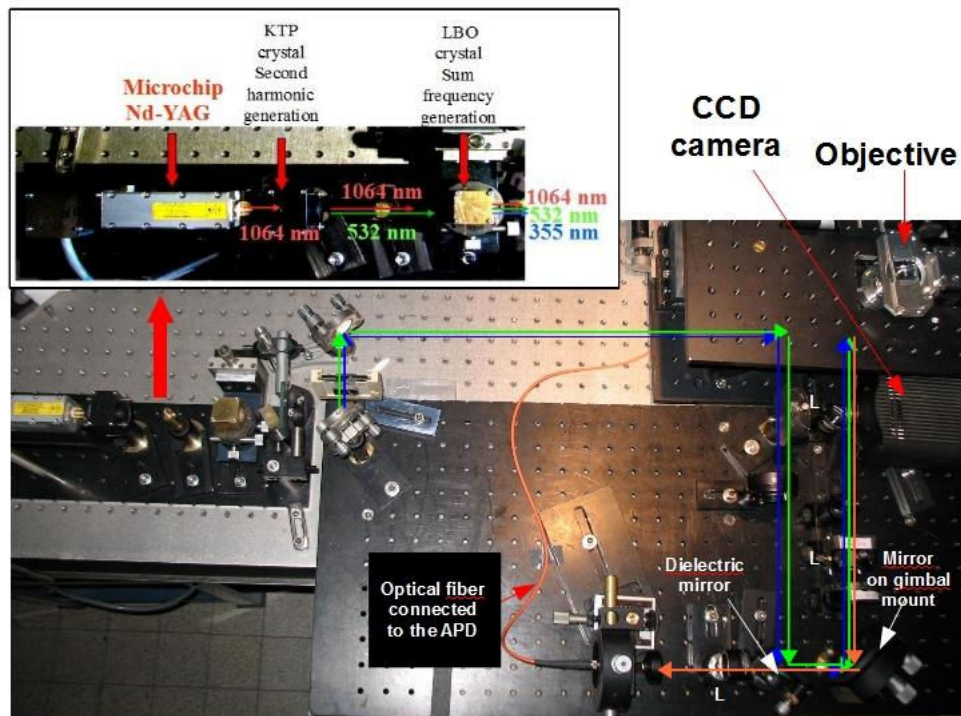 KTP
crystal
Second
harmonic
generation
LBO
crystal
Sum
frequency
generation
Microchip
Nd-YAG
1064 nm
1064 nm
532 nm
1064 nm
532 nm
355 nm
CCD
camera
Objective
L
L
Dielectric
mirror
Mirror
on gimbal
mount
Optical fiber
connected
to the APD
L